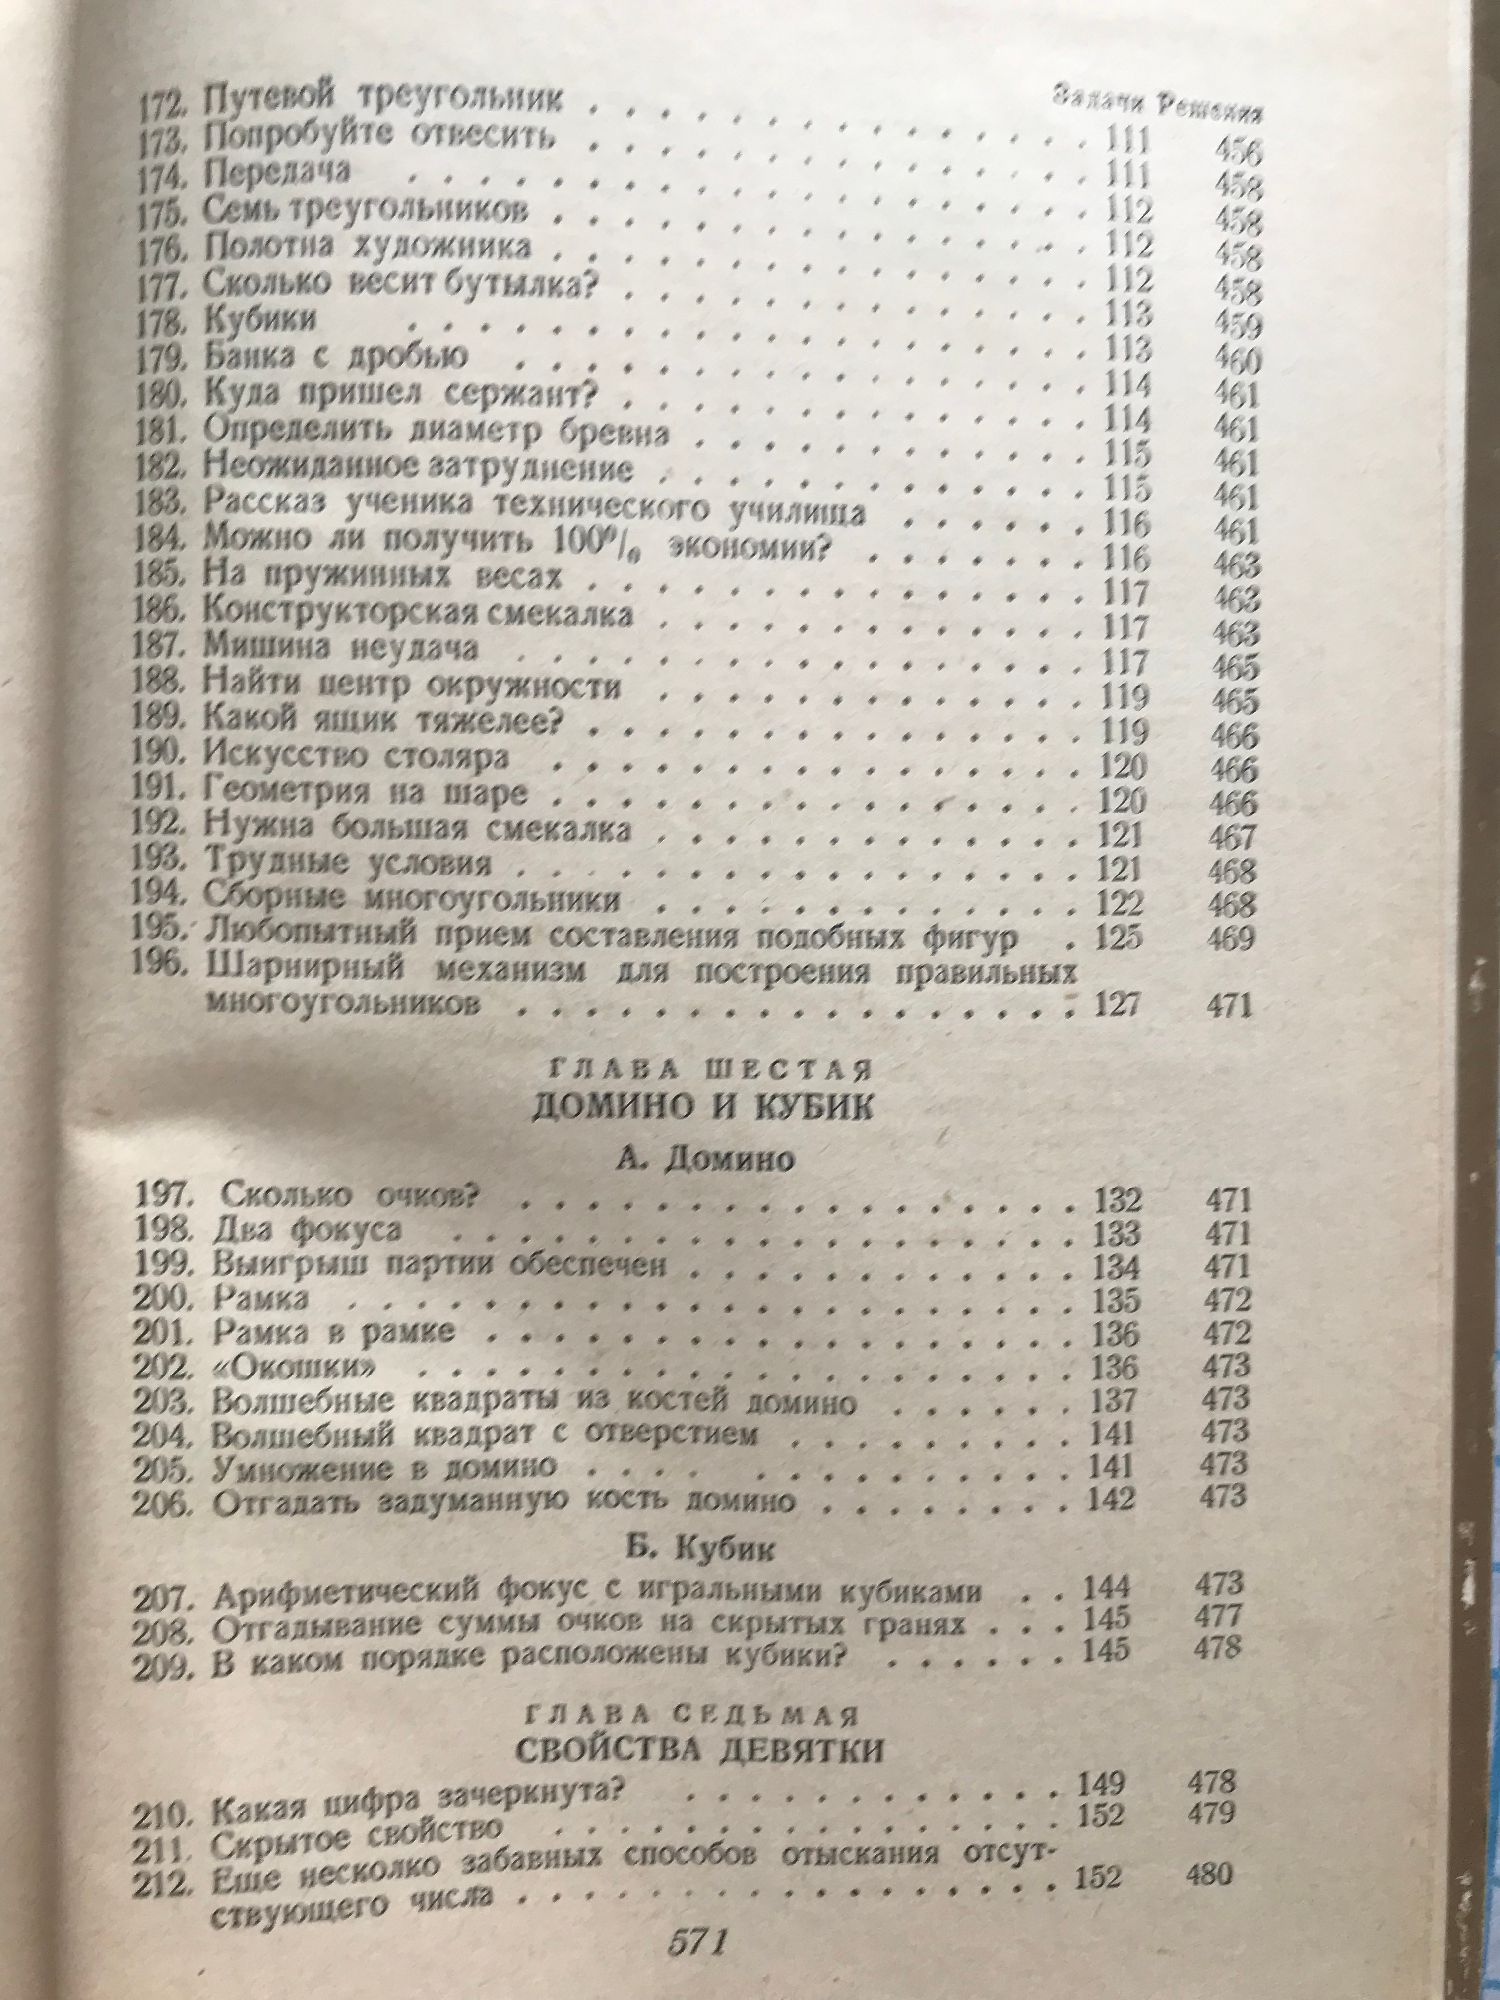 Задачи Решения
172. Путевой треугольник . . . . . . . . . . . . . . 111 456
173. Попробуйте отвесить . . . . . . . . . . . . . . 111 458
174. Передача . . . . . . . . . . . . . . . . . . . 112 458
175. Семь треугольников . . . . . . . . . . . . . . . 112 458
176. Полотна художника . . . . . . . . . . . . . . . 112 458
177. Сколько весит бутылка? . . . . . . . . . . . . . 113 459
178. Кубики . . . . . . . . . . . . . . . . . . . 113 460
179. Банка с дробью . . . . . . . . . . . . . . . . 114 461
180. Куда пришел сержант? . . . . . . . . . . . . . 114 461
181. Определить диаметр бревна . . . . . . . . . . . 115 461
182. Неожиданное затруднение . . . . . . . . . . . . 115 461
183. Рассказ ученика технического училища . . . . . . 116 461
184. Можно ли получить 100% экономии? . . . . . . . 116 463
185. На пружинных весах . . . . . . . . . . . . . . 117 463
186. Конструкторская смекалка . . . . . . . . . . . . 117 463
187. Мишина неудача . . . . . . . . . . . . . . . . 117 465
188. Найти центр окружности . . . . . . . . . . . . 119 465
189. Какой ящик тяжелее? . . . . . . . . . . . . . . 119 466
190. Искусство столяра . . . . . . . . . . . . . . . 120 466
191. Геометрия на шаре . . . . . . . . . . . . . . . 120 466
192. Нужна большая смекалка . . . . . . . . . . . . 121 467
193. Трудные условия . . . . . . . . . . . . . . . . 121 468
194. Сборные многоугольники . . . . . . . . . . . . 122 468
195. Любопытный прием составления подобных фигур . 125 469
196. Шарнирный механизм для построения правильных
многоугольников . . . . . . . . . . . . . . . . 127 471
ГЛАВА ШЕСТАЯ
ДОМИНО И КУБИК
А. Домино
197. Сколько очков? . . . . . . . . . . . . . . . . 132 471
198. Два фокуса . . . . . . . . . . . . . . . . . . 133 471
199. Выигрыш партии обеспечен . . . . . . . . . . . 134 471
200. Рамка . . . . . . . . . . . . . . . . . . . . . 135 472
201. Рамка в рамке . . . . . . . . . . . . . . . . . 136 472
202. «Окошки» . . . . . . . . . . . . . . . . . . . 136 473
203. Волшебные квадраты из костей домино . . . . . . 137 473
204. Волшебный квадрат с отверстием . . . . . . . . 141 473
205. Умножение в домино . . . . . . . . . . . . . . 141 473
206. Отгадать задуманную кость домино . . . . . . . 142 473
Б. Кубик
207. Арифметический фокус с игральными кубиками . . 144 473
208. Отгадывание суммы очков на скрытых гранях . . . 145 477
209. В каком порядке расположены кубики? . . . . . . 145 478
ГЛАВА СЕДЬМАЯ
СВОЙСТВА ДЕВЯТКИ
210. Какая цифра зачеркнута? . . . . . . . . . . . . 149 478
211. Скрытое свойство . . . . . . . . . . . . . . . 152 479
212. Еще несколко забавных способов отыскания отсут-
ствующего числа . . . . . . . . . . . . . . . . 152 480
571